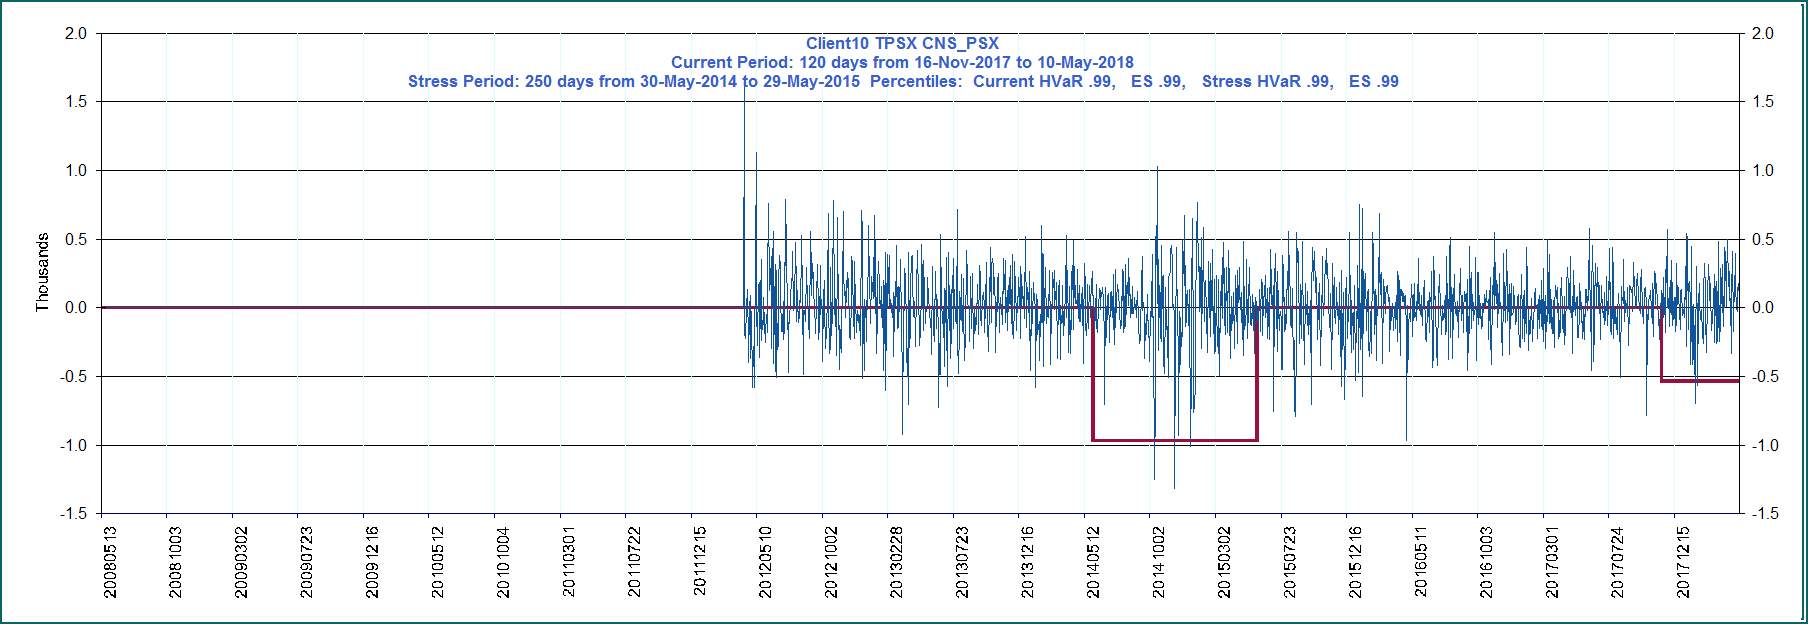 Client10 TPSX CNS_PSX
Current Period: 120 days from 16-Nov-2017 to 10-May-2018
Stress Period: 250 days from 30-May-2014 to 29-May-2015  Percentiles:  Current HVaR .99,   ES .99,   Stress HVaR .99,   ES .99
2.0 2.0
1.5 1.5
1.0 1.0
0.5 0.5
0.0 0.0
-0.5 -0.5
-1.0 -1.0
-1.5 -1.5
Thousands
20080513 20081003 20090302 20090723 20091216 20100512 20101004 20110301 20110722 20111215 20120510 20121002 20130228 20130723 20131216 20140512 20141002 20150302 20150723 20151216 20160511 20161003 20170301 20170724 20171215